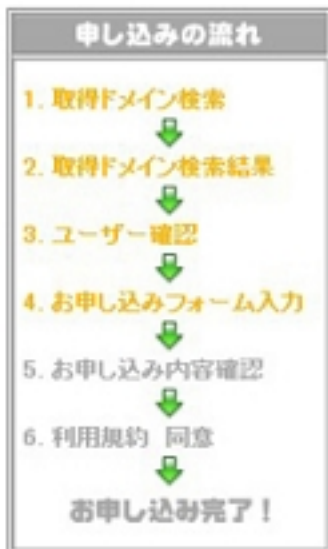 申し込みの流れ
1. 取得ドメイン検索
2. 取得ドメイン検索結果
3. ユーザー確認
4. お申し込みフォーム入力
5. お申し込み内容確認
6. 利用規約 同意
お申し込み完了！